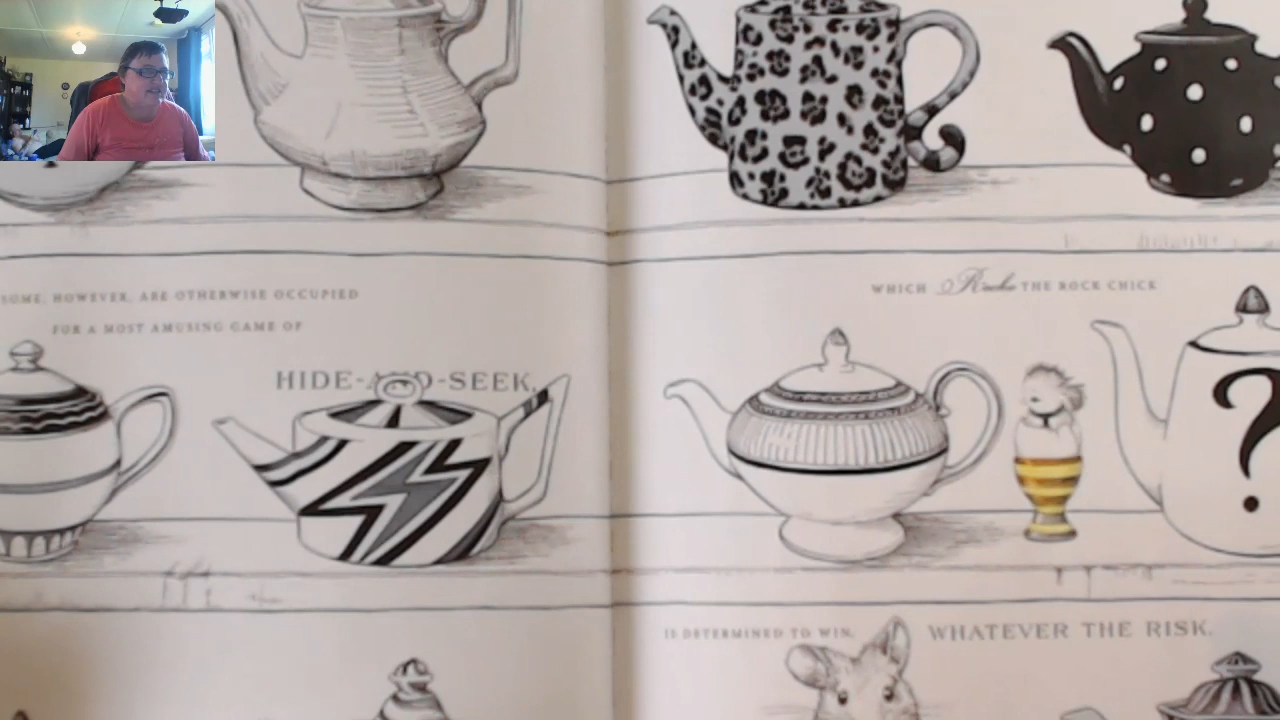 SOME, HOWEVER, ARE OTHERWISE OCCUPIED
FOR A MOST AMUSING GAME OF
HIDE-AND-SEEK,
WHICH Rocks THE ROCK CHICK
?
IS DETERMINED TO WIN,
WHATEVER THE RISK.